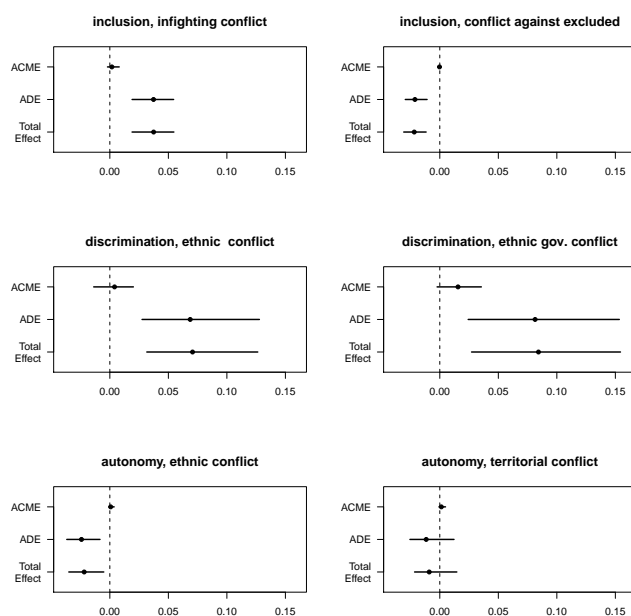 inclusion, infighting conflict
ACME
ADE
Total
Effect
0.00 0.05 0.10 0.15
inclusion, conflict against excluded
ACME
ADE
Total
Effect
0.00 0.05 0.10 0.15
discrimination, ethnic conflict
ACME
ADE
Total
Effect
0.00 0.05 0.10 0.15
discrimination, ethnic gov. conflict
ACME
ADE
Total
Effect
0.00 0.05 0.10 0.15
autonomy, ethnic conflict
ACME
ADE
Total
Effect
0.00 0.05 0.10 0.15
autonomy, territorial conflict
ACME
ADE
Total
Effect
0.00 0.05 0.10 0.15